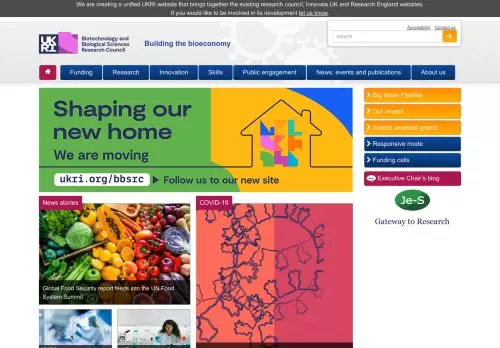 We are creating a unified UKRI website that brings together the existing research council, Innovate UK and Research England websites.
If you would like to be involved in its development let us know.
Accessibility Contact us
UK
RI
Biotechnology and
Biological Sciences
Research Council
Building the bioeconomy
search
Funding
Research
Innovation
Skills
Public engagement
News, events and publications
About us
Shaping our
new home
We are moving
ukri.org/bbsrc
Follow us to our new site
Big Ideas Pipeline
Our impact
Search awarded grants
Responsive mode
Funding calls
Executive Chair's blog
Je-S
Gateway to Research
News stories
Global Food Security report feeds into the UN Food
System Summit
COVID-19